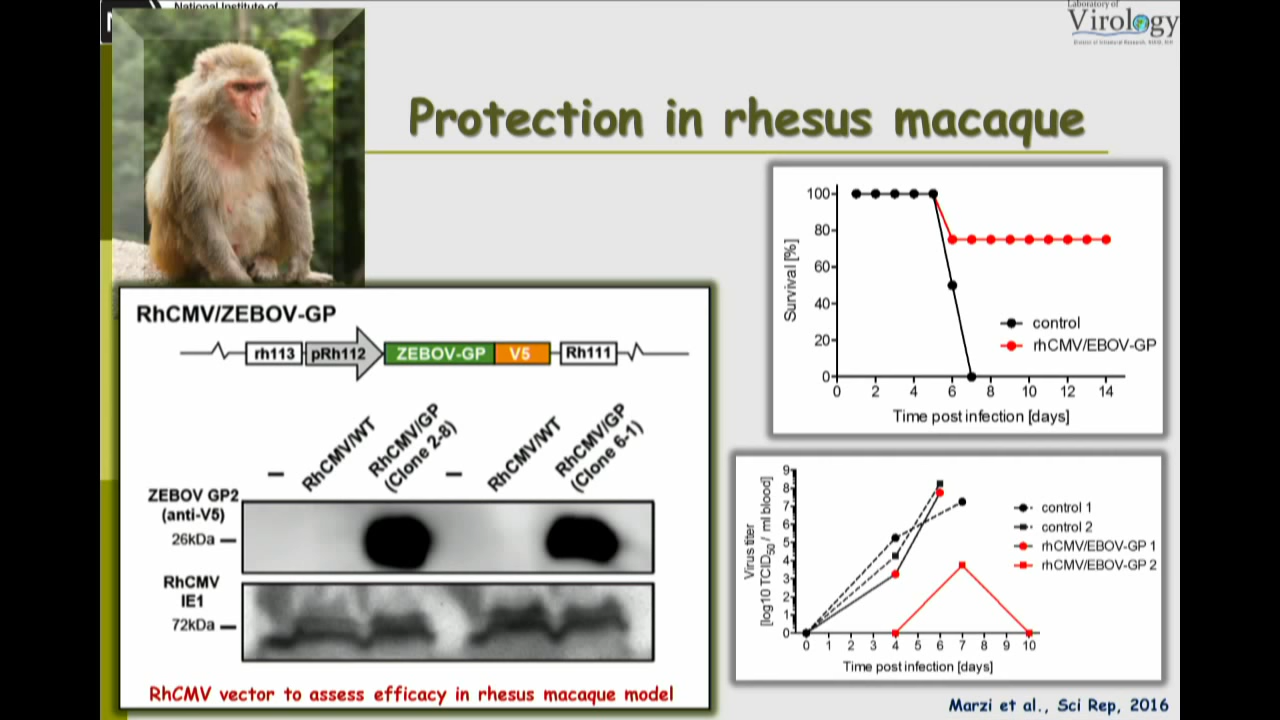 National Institute of
Laboratory of
Virology
Protection in rhesus macaque
RhCMV/ZEBOV-GP
rh113 pRh112 ZEBOV-GP V5 Rh111
– RhCMV/WT RhCMV/GP (Clone 2-8) – RhCMV/WT RhCMV/GP (Clone 6-1)
ZEBOV GP2
(anti-V5)
26kDa
RhCMV
IE1
72kDa
RhCMV vector to assess efficacy in rhesus macaque model
Survival [%]
100
80
60
40
20
0
0 2 4 6 8 10 12 14
Time post infection [days]
control
rhCMV/EBOV-GP
Virus titer
[log10 TCID50 / ml blood]
9
8
7
6
5
4
3
2
1
0
0 1 2 3 4 5 6 7 8 9 10
Time post infection [days]
control 1
control 2
rhCMV/EBOV-GP 1
rhCMV/EBOV-GP 2
Marzi et al., Sci Rep, 2016